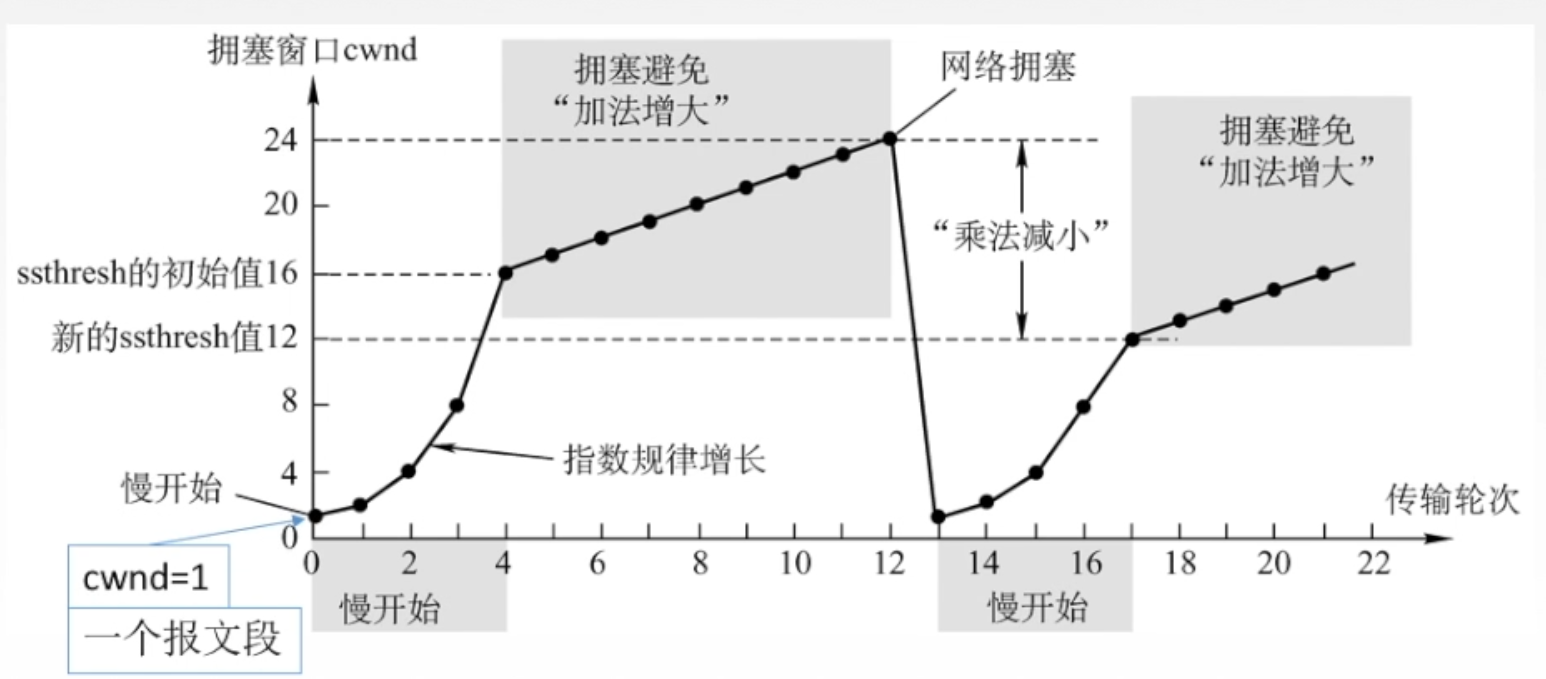 拥塞窗口cwnd
拥塞避免
“加法增大”
网络拥塞
拥塞避免
“加法增大”
24
20
“乘法减小”
ssthresh的初始值16
新的ssthresh值12
8
指数规律增长
4
慢开始
传输轮次
0
0 2 4 6 8 10 12 14 16 18 20 22
cwnd=1
一个报文段
慢开始
慢开始